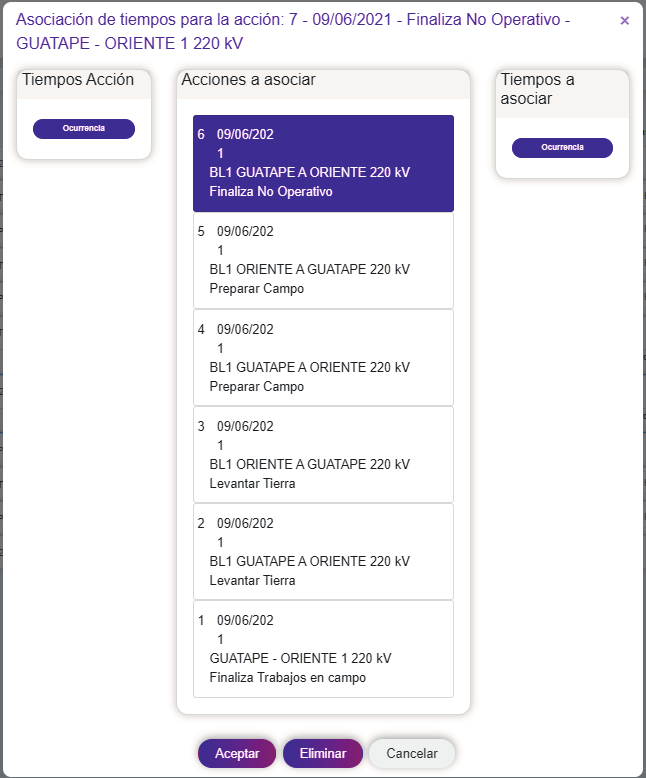 Asociación de tiempos para la acción: 7 - 09/06/2021 - Finaliza No Operativo -
GUATAPE - ORIENTE 1 220 kV
×
Tiempos Acción
Ocurrencia
Acciones a asociar
6 09/06/202
1
BL1 GUATAPE A ORIENTE 220 kV
Finaliza No Operativo
5 09/06/202
1
BL1 ORIENTE A GUATAPE 220 kV
Preparar Campo
4 09/06/202
1
BL1 GUATAPE A ORIENTE 220 kV
Preparar Campo
3 09/06/202
1
BL1 ORIENTE A GUATAPE 220 kV
Levantar Tierra
2 09/06/202
1
BL1 GUATAPE A ORIENTE 220 kV
Levantar Tierra
1 09/06/202
1
GUATAPE - ORIENTE 1 220 kV
Finaliza Trabajos en campo
Tiempos a
asociar
Ocurrencia
Aceptar Eliminar Cancelar